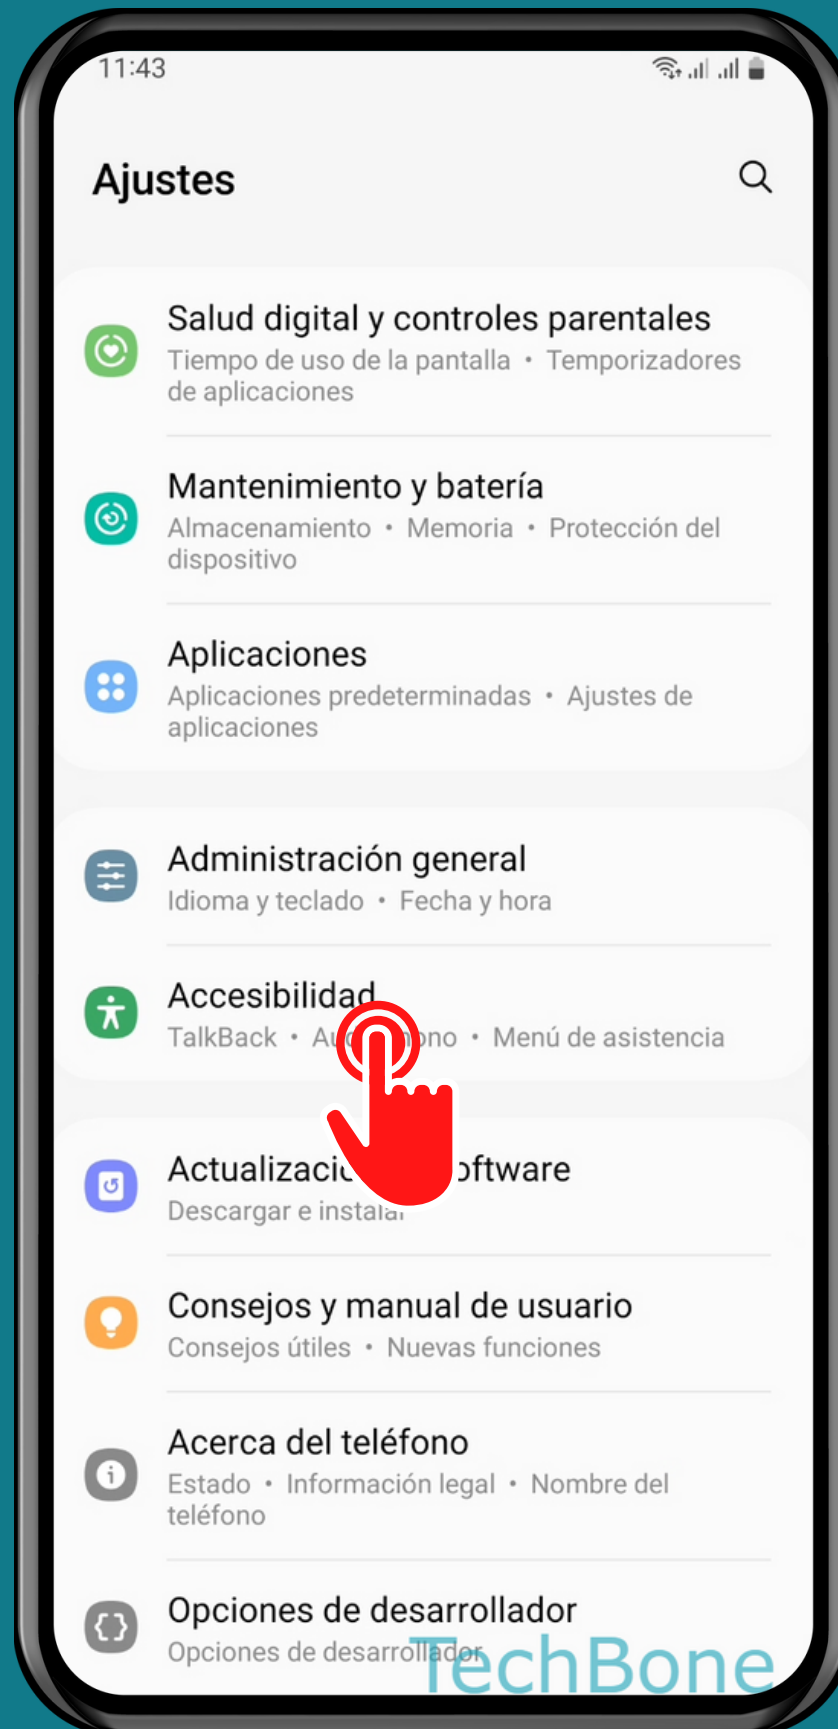 11:43
Ajustes
Salud digital y controles parentales
Tiempo de uso de la pantalla • Temporizadores
de aplicaciones
Mantenimiento y batería
Almacenamiento • Memoria • Protección del
dispositivo
Aplicaciones
Aplicaciones predeterminadas • Ajustes de
aplicaciones
Administración general
Idioma y teclado • Fecha y hora
Accesibilidad
TalkBack • • Menú de asistencia
software
Descargar e instalar
Consejos y manual de usuario
Consejos útiles • Nuevas funciones
Acerca del teléfono
Estado • Información legal • Nombre del
teléfono
Opciones de desarrollador
Opciones de desarrollador
TechBone